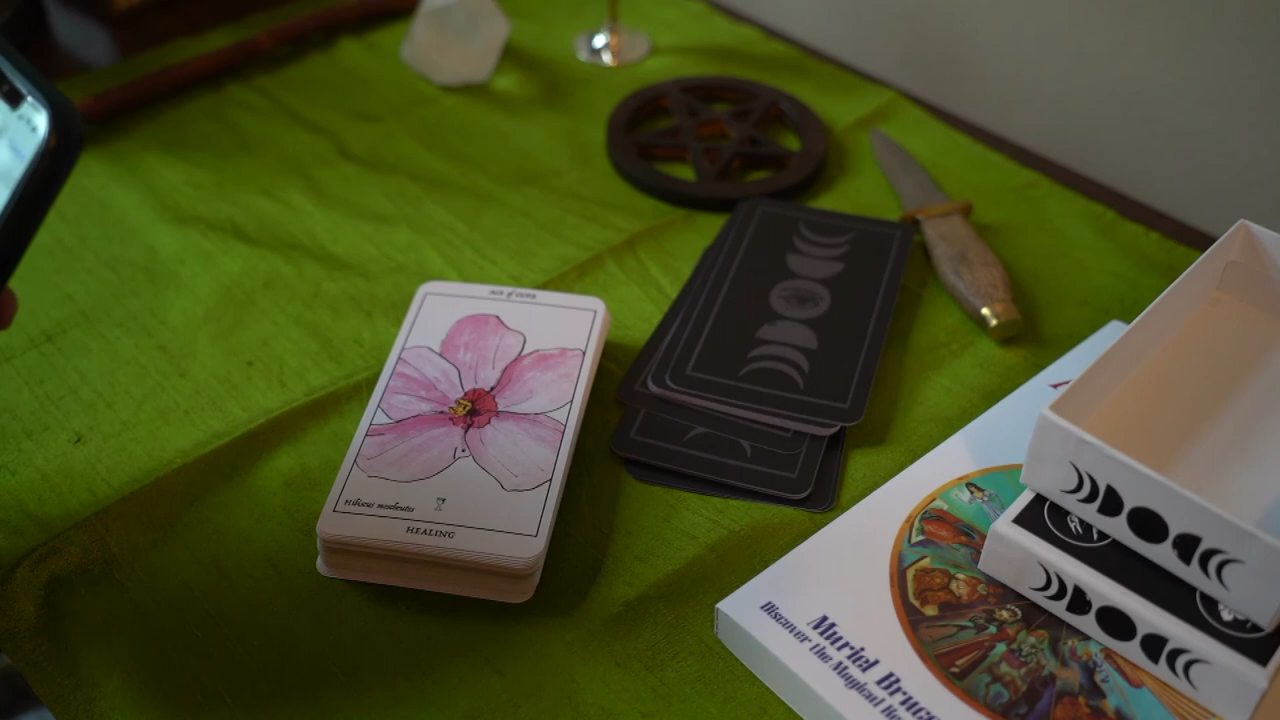 ACE of CUPS
Hibiscus moscheutos
HEALING
Muriel Bruce
Discover the Magical